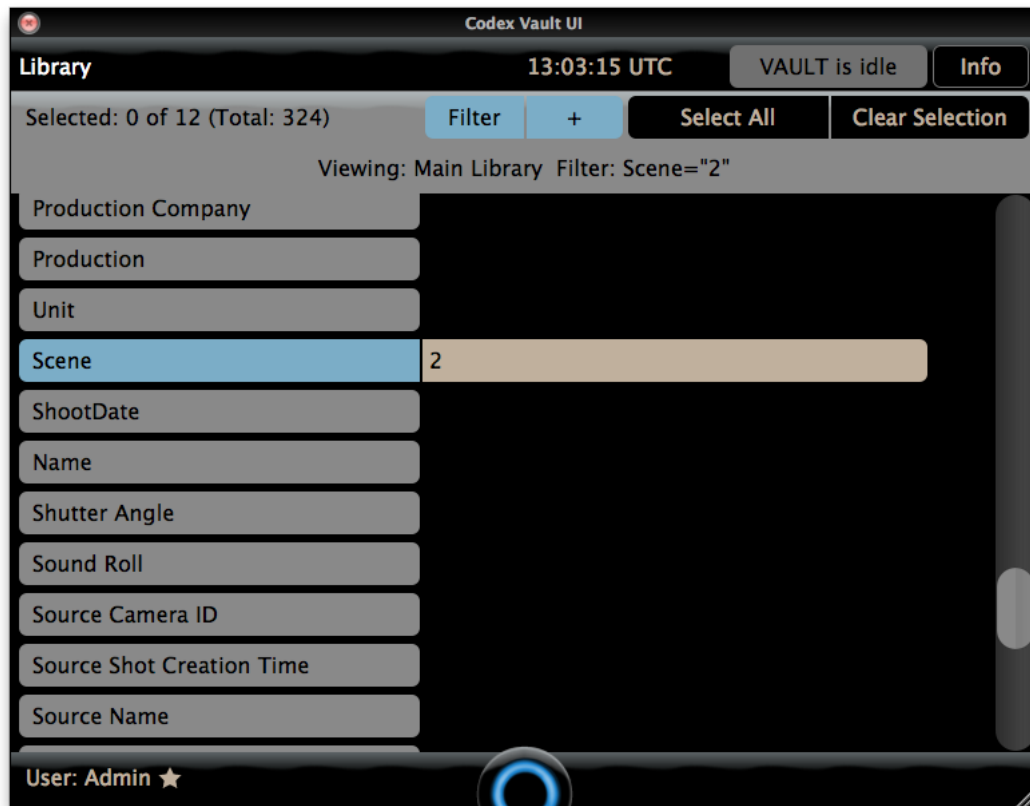 Codex Vault UI
Library 13:03:15 UTC VAULT is idle Info
Selected: 0 of 12 (Total: 324) Filter + Select All Clear Selection
Viewing: Main Library Filter: Scene="2"
Production Company
Production
Unit
Scene 2
ShootDate
Name
Shutter Angle
Sound Roll
Source Camera ID
Source Shot Creation Time
Source Name
User: Admin